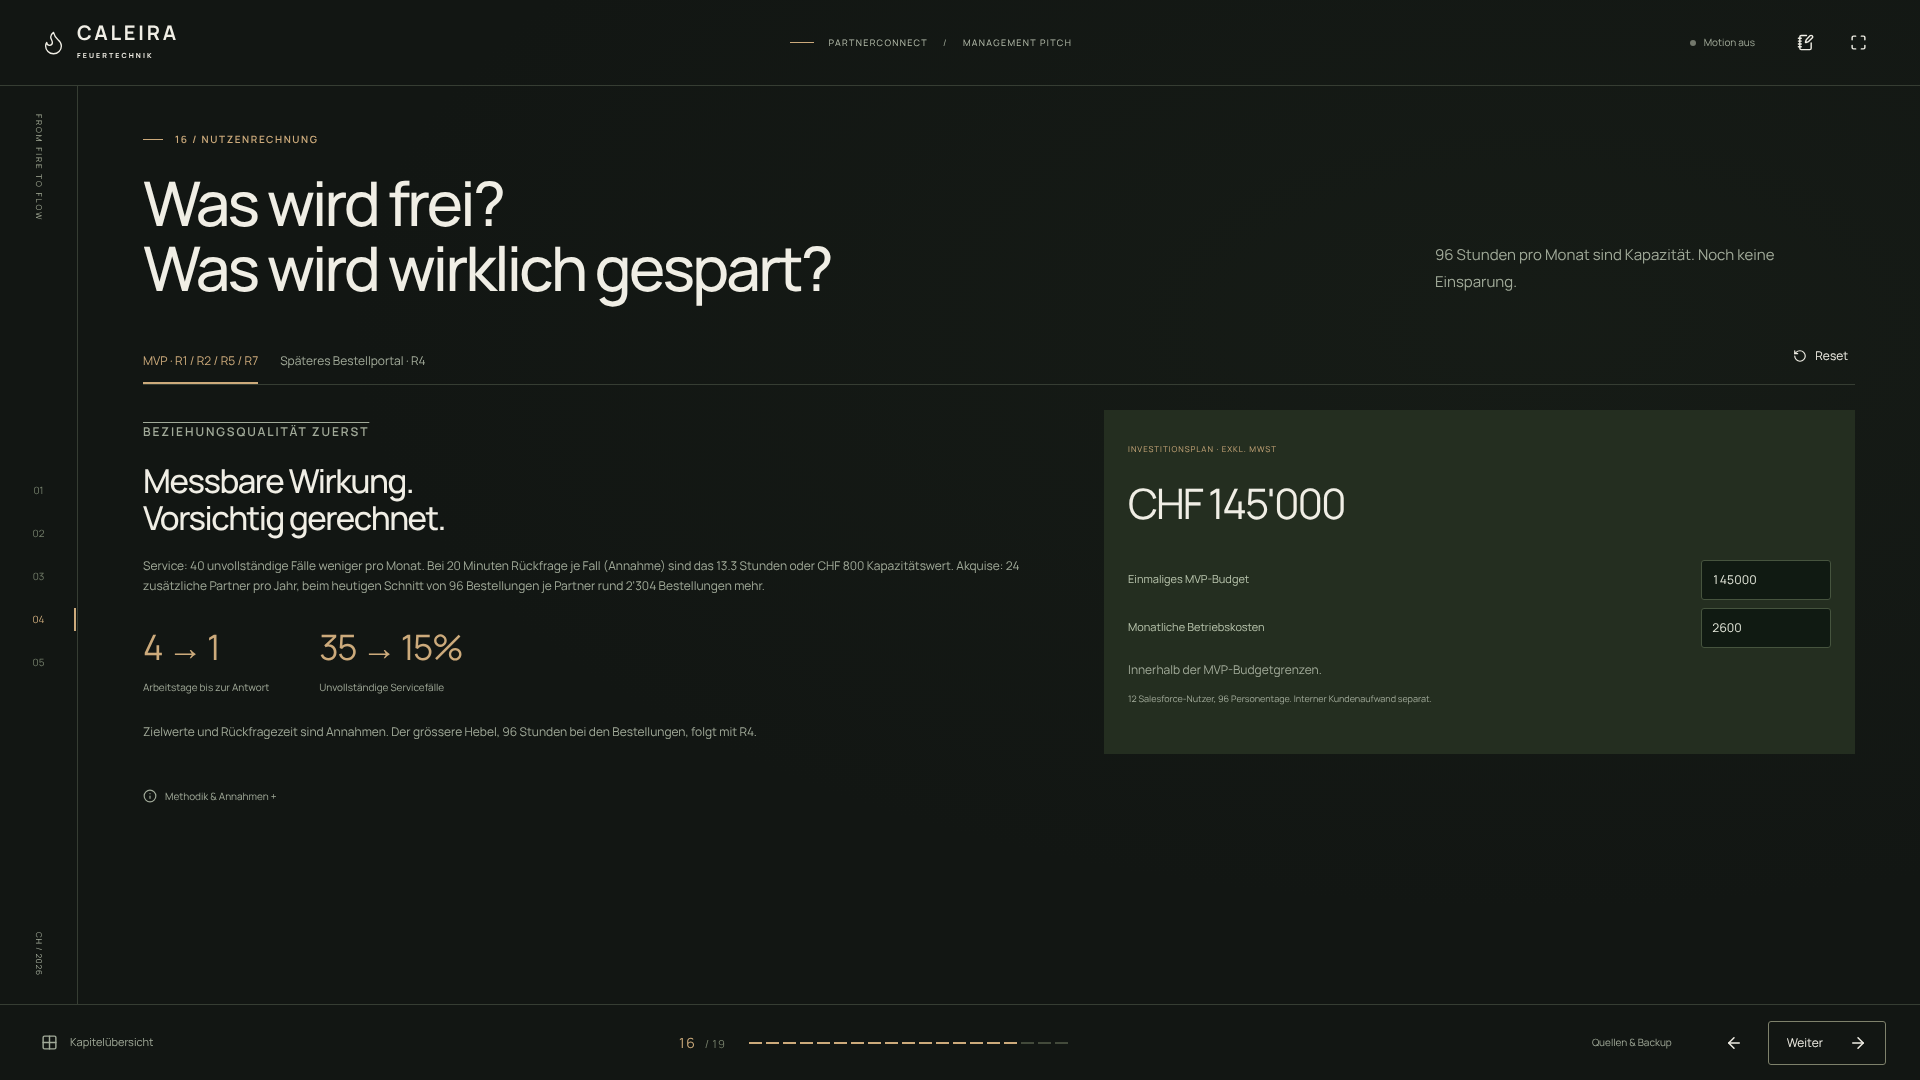 CALEIRA
FEUERTECHNIK
PARTNERCONNECT / MANAGEMENT PITCH
Motion aus
FROM FIRE TO FLOW
16 / NUTZENRECHNUNG
Was wird frei?
Was wird wirklich gespart?
96 Stunden pro Monat sind Kapazität. Noch keine
Einsparung.
MVP · R1 / R2 / R5 / R7
Späteres Bestellportal · R4
Reset
BEZIEHUNGSQUALITÄT ZUERST
Messbare Wirkung.
Vorsichtig gerechnet.
Service: 40 unvollständige Fälle weniger pro Monat. Bei 20 Minuten Rückfrage je Fall (Annahme) sind das 13.3 Stunden oder CHF 800 Kapazitätswert. Akquise: 24
zusätzliche Partner pro Jahr, beim heutigen Schnitt von 96 Bestellungen je Partner rund 2'304 Bestellungen mehr.
4 → 1
Arbeitstage bis zur Antwort
35 → 15%
Unvollständige Servicefälle
Zielwerte und Rückfragezeit sind Annahmen. Der grössere Hebel, 96 Stunden bei den Bestellungen, folgt mit R4.
Methodik & Annahmen +
INVESTITIONSPLAN · EXKL. MWST
CHF 145'000
Einmaliges MVP-Budget
145000
Monatliche Betriebskosten
2600
Innerhalb der MVP-Budgetgrenzen.
12 Salesforce-Nutzer, 96 Personentage. Interner Kundenaufwand separat.
01
02
03
04
05
CH / 2026
Kapitelübersicht
16 / 19
Quellen & Backup
Weiter